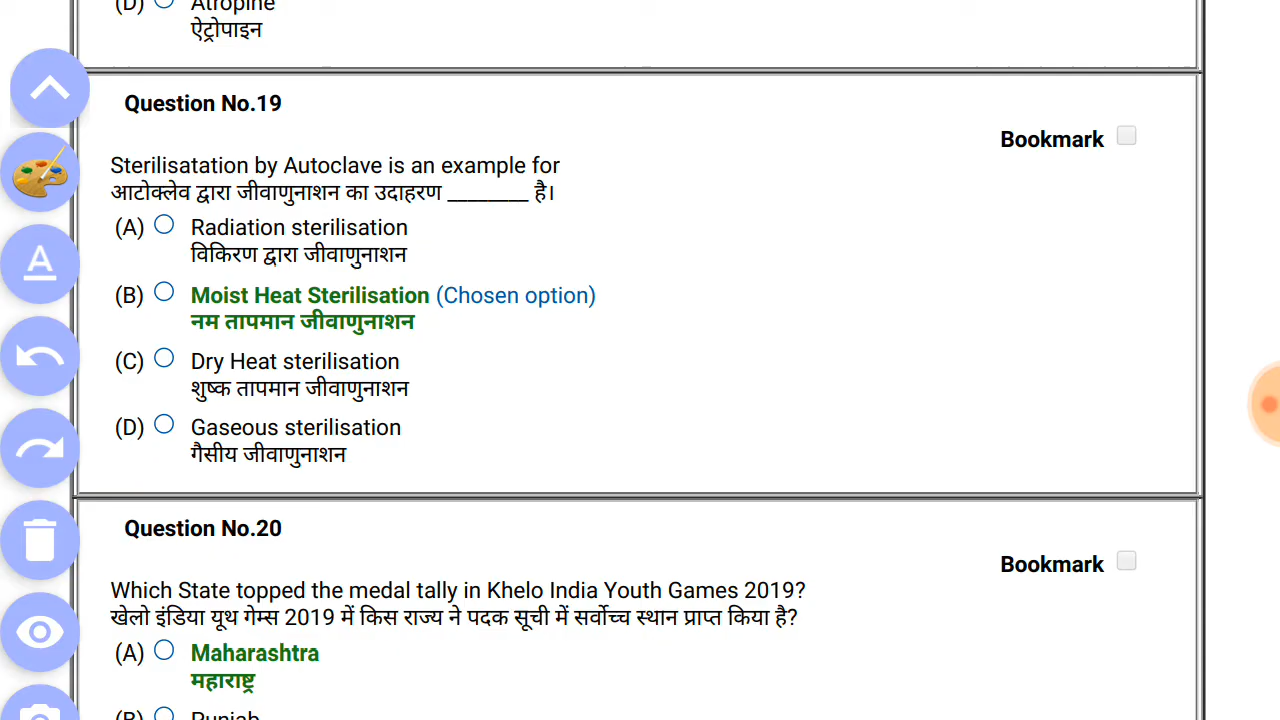 (D) Atropine
ऐट्रोपाइन
Question No.19
Bookmark
Sterilisatation by Autoclave is an example for
आटोक्लेव द्वारा जीवाणुनाशन का उदाहरण ________ है।
(A) Radiation sterilisation
विकिरण द्वारा जीवाणुनाशन
(B) Moist Heat Sterilisation (Chosen option)
नम तापमान जीवाणुनाशन
(C) Dry Heat sterilisation
शुष्क तापमान जीवाणुनाशन
(D) Gaseous sterilisation
गैसीय जीवाणुनाशन
Question No.20
Bookmark
Which State topped the medal tally in Khelo India Youth Games 2019?
खेलो इंडिया यूथ गेम्स 2019 में किस राज्य ने पदक सूची में सर्वोच्च स्थान प्राप्त किया है?
(A) Maharashtra
महाराष्ट्र
(B) Punjab
A